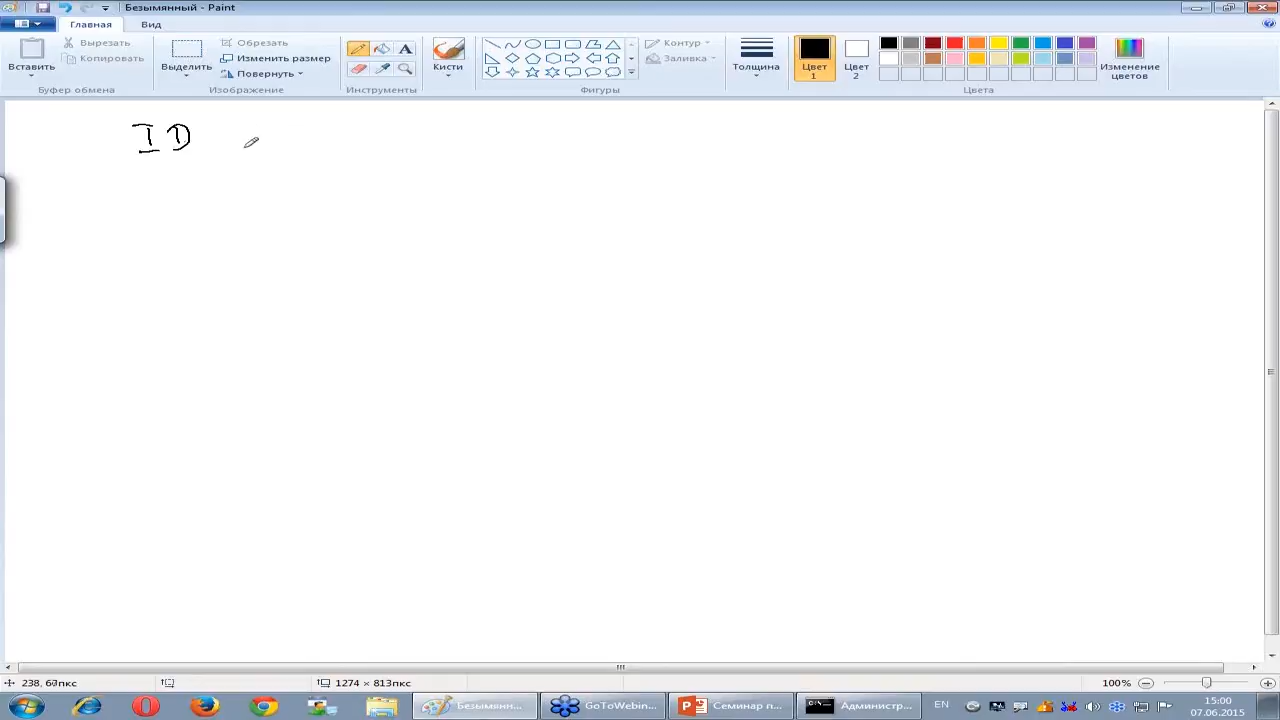 Безымянный - Paint
Главная Вид
Вставить
Вырезать
Копировать
Буфер обмена
Выделить
Обрезать
Изменить размер
Повернуть
Изображение
A
Инструменты
Кисти
Фигуры
Контур
Заливка
Толщина
Цвет 1
Цвет 2
Изменение цветов
Цвета
ID
238, 60пкс
1274 × 813пкс
100%
Безымянн...
GoToWebin...
Семинар п...
Администр...
EN
15:00
07.06.2015